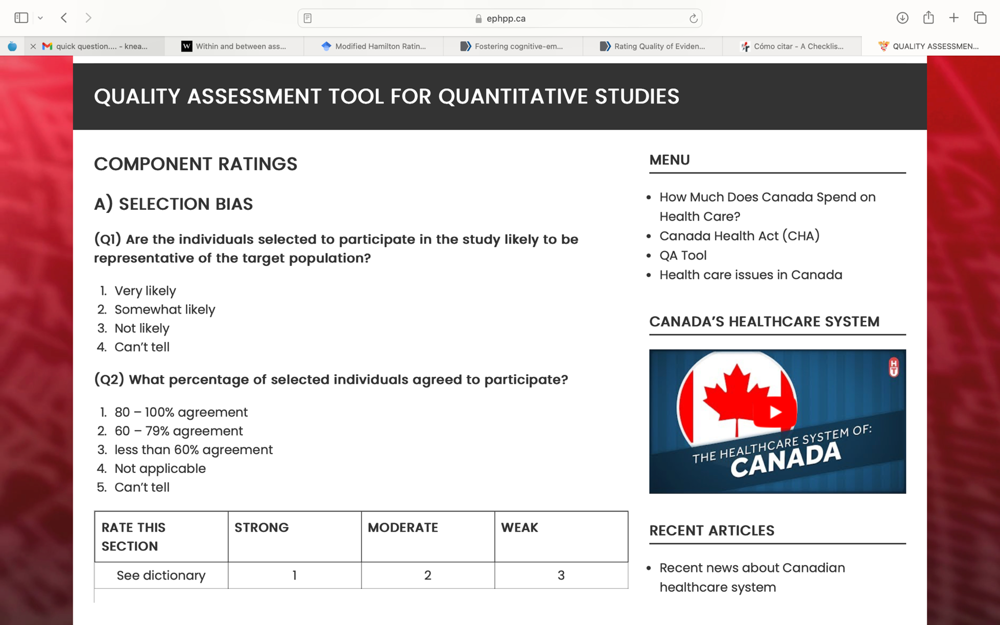 ephpp.ca
quick question.... - knea...
Within and between ass...
Modified Hamilton Ratin...
Fostering cognitive-em...
Rating Quality of Eviden...
Cómo citar - A Checklis...
QUALITY ASSESSMEN...
QUALITY ASSESSMENT TOOL FOR QUANTITATIVE STUDIES
COMPONENT RATINGS
A) SELECTION BIAS
(Q1) Are the individuals selected to participate in the study likely to be
representative of the target population?
1. Very likely
2. Somewhat likely
3. Not likely
4. Can't tell
(Q2) What percentage of selected individuals agreed to participate?
1. 80 – 100% agreement
2. 60 – 79% agreement
3. less than 60% agreement
4. Not applicable
5. Can't tell
RATE THIS
SECTION
STRONG
MODERATE
WEAK
See dictionary
1
2
3
MENU
• How Much Does Canada Spend on
Health Care?
• Canada Health Act (CHA)
• QA Tool
• Health care issues in Canada
CANADA'S HEALTHCARE SYSTEM
H
T
THE HEALTHCARE SYSTEM OF:
CANADA
RECENT ARTICLES
• Recent news about Canadian
healthcare system